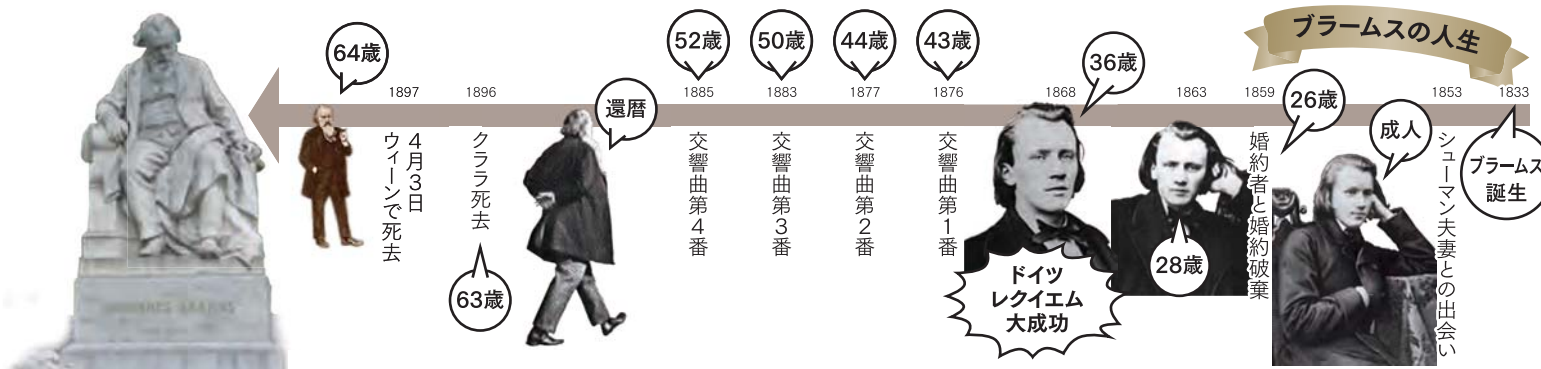 ブラームスの人生
1833
ブラームス
誕生
1853
シューマン夫妻との出会い
成人
26歳
1859
婚約者と婚約破棄
1863
28歳
36歳
1868
ドイツ
レクイエム
大成功
43歳
1876
交響曲第1番
44歳
1877
交響曲第2番
50歳
1883
交響曲第3番
52歳
1885
交響曲第4番
還暦
1896
クララ死去
63歳
64歳
1897
4月3日
ウィーンで死去
JOHANNES BRAHMS